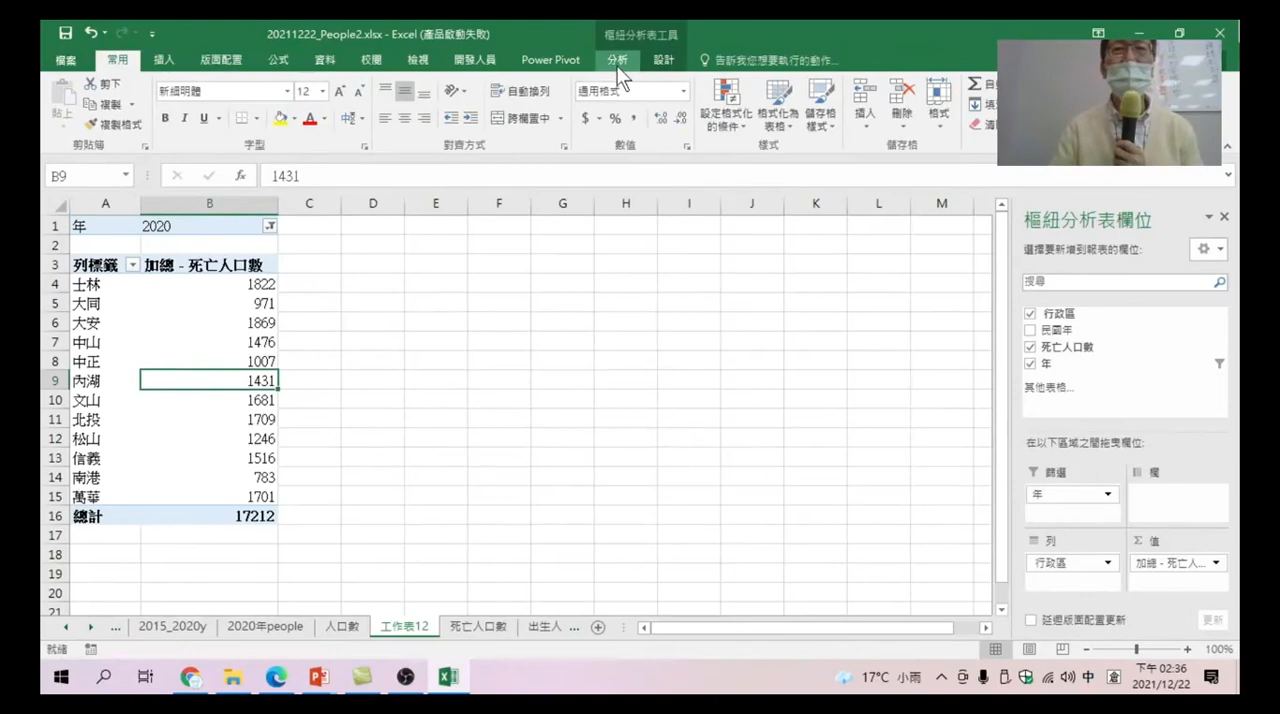 20211222_People2.xlsx - Excel (產品啟動失敗)
樞紐分析表工具
檔案 常用 插入 版面配置 公式 資料 校閱 檢視 開發人員 Power Pivot 分析 設計 告訴我您想要執行的動作...
貼上 剪下 複製 複製格式 剪貼簿
新細明體 12 A A
B I U A 中 字型
自動換列 跨欄置中 對齊方式
通用格式 $ % , 數值
設定格式化的條件 格式化為表格 儲存格樣式 樣式
插入 刪除 格式 儲存格
B9 fx 1431
A B C D E F G H I J K L M
1 年 2020
2
3 列標籤 加總 - 死亡人口數
4 士林 1822
5 大同 971
6 大安 1869
7 中山 1476
8 中正 1007
9 內湖 1431
10 文山 1681
11 北投 1709
12 松山 1246
13 信義 1516
14 南港 783
15 萬華 1701
16 總計 17212
17
18
19
20
21
樞紐分析表欄位
選擇要新增到報表的欄位:
搜尋
行政區
民國年
死亡人口數
年
其他表格...
在以下區域之間拖曳欄位:
篩選 欄
年
列 Σ 值
行政區 加總 - 死亡人...
延遲版面配置更新 更新
... 2015_2020y 2020年people 人口數 工作表12 死亡人口數 出生人 ...
就緒 100%
17°C 小雨 中 倉 下午 02:36
2021/12/22